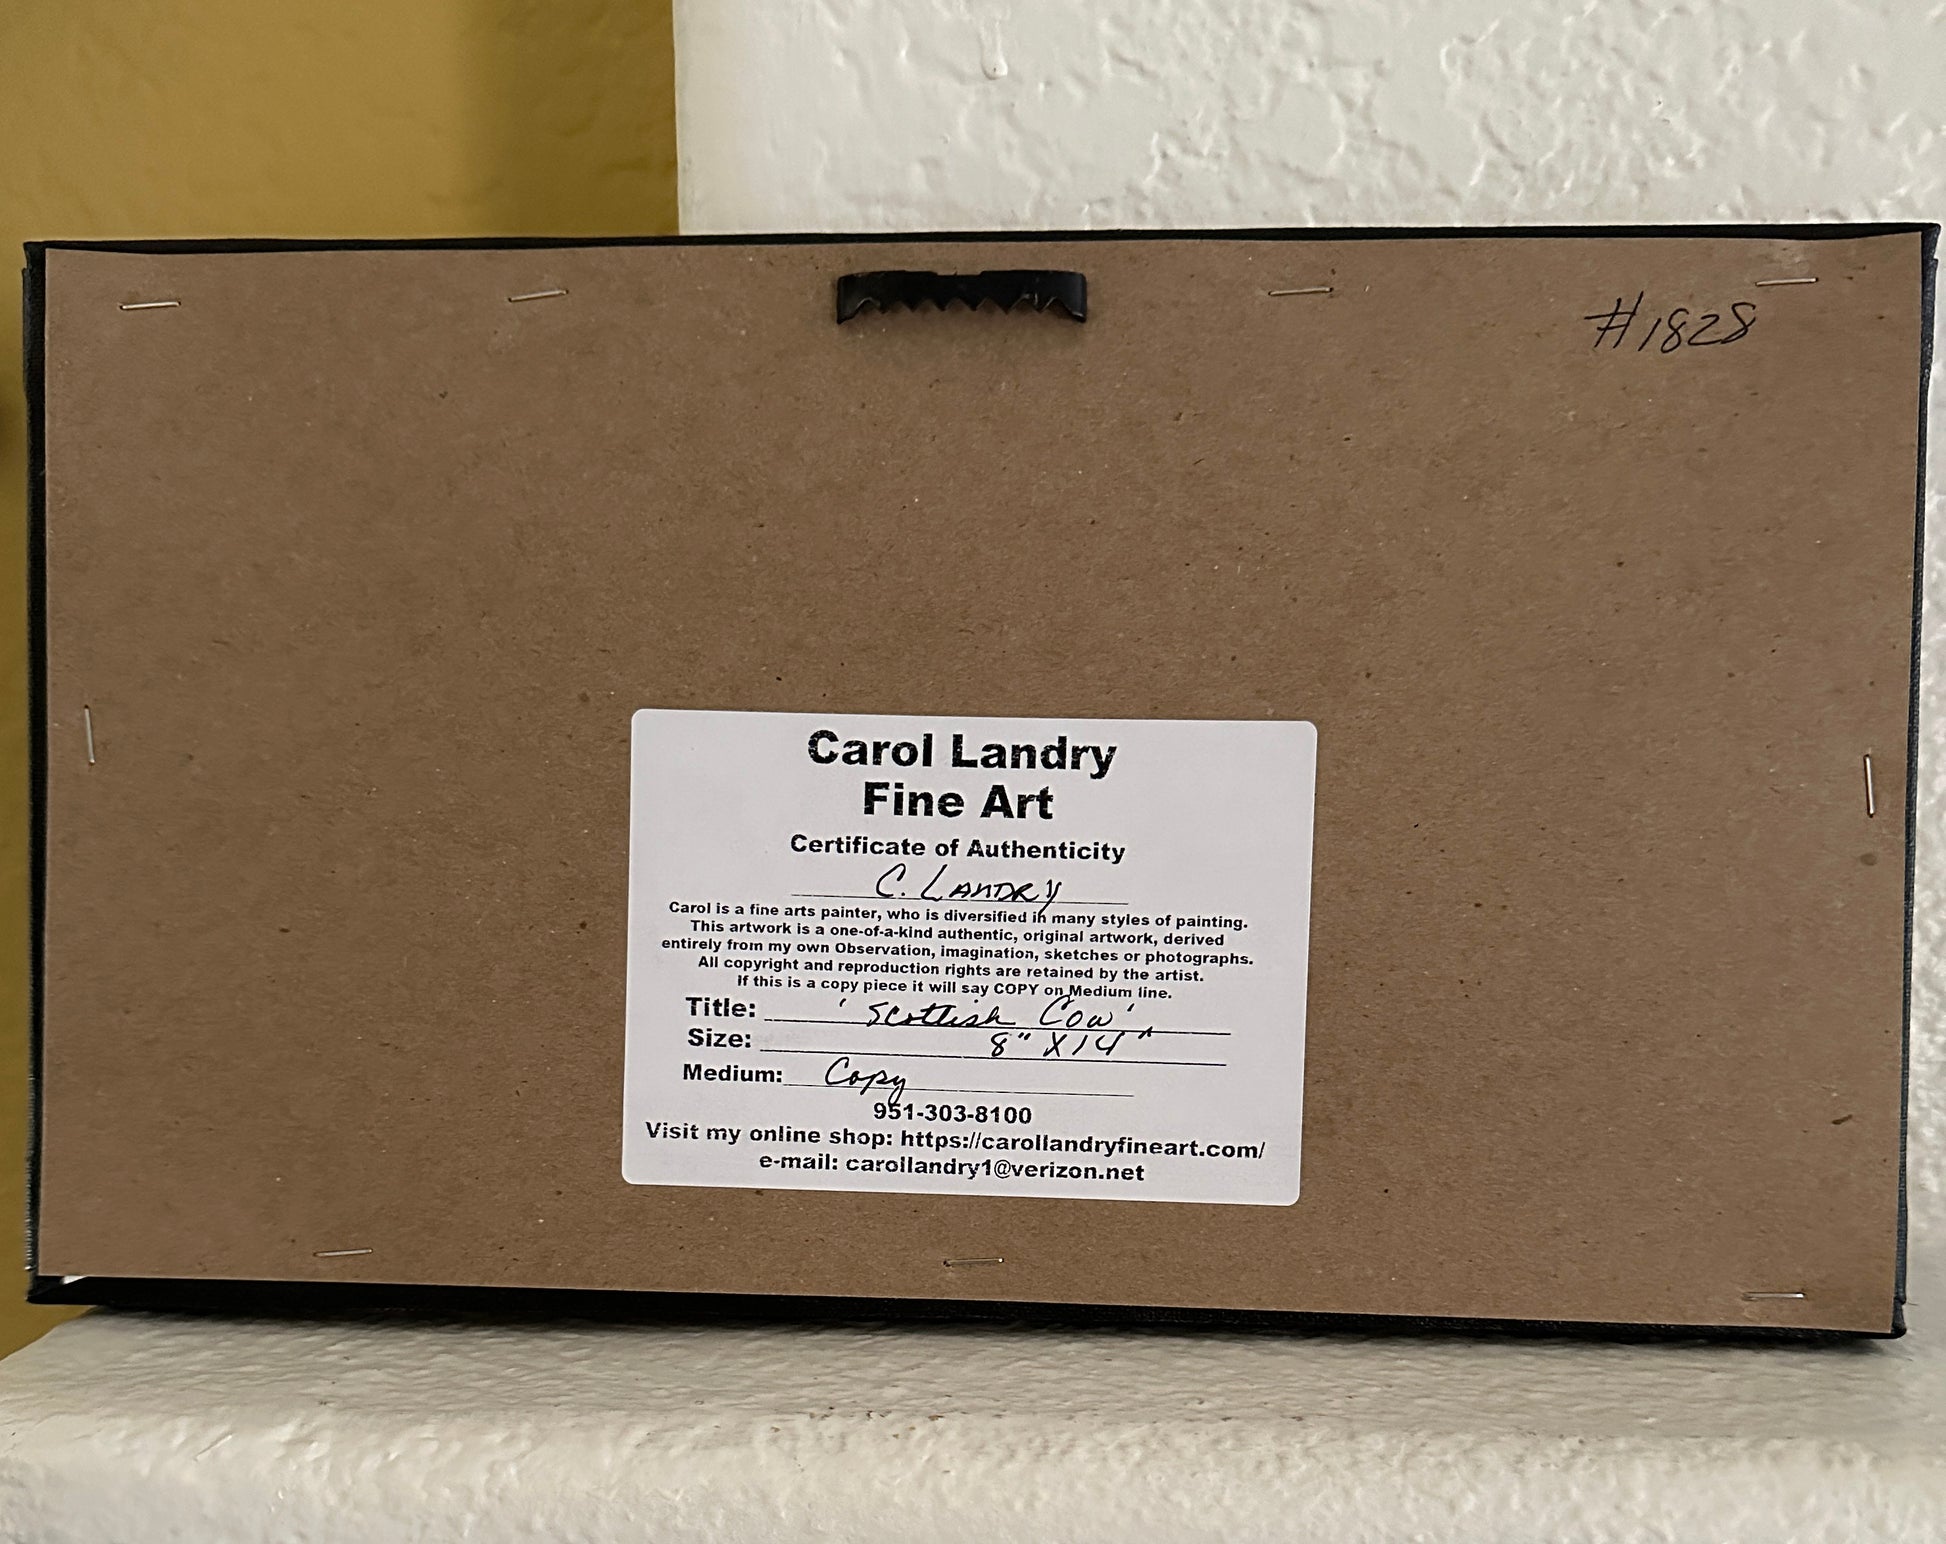 #1828
Carol Landry
Fine Art
Certificate of Authenticity
C. LANDRY
Carol is a fine arts painter, who is diversified in many styles of painting.
This artwork is a one-of-a-kind authentic, original artwork, derived
entirely from my own Observation, imagination, sketches or photographs.
All copyright and reproduction rights are retained by the artist.
If this is a copy piece it will say COPY on Medium line.
Title: 'Scottish Cow'
Size: 8" X 14"
Medium: Copy
951-303-8100
Visit my online shop: https://carollandryfineart.com/
e-mail: carollandry1@verizon.net